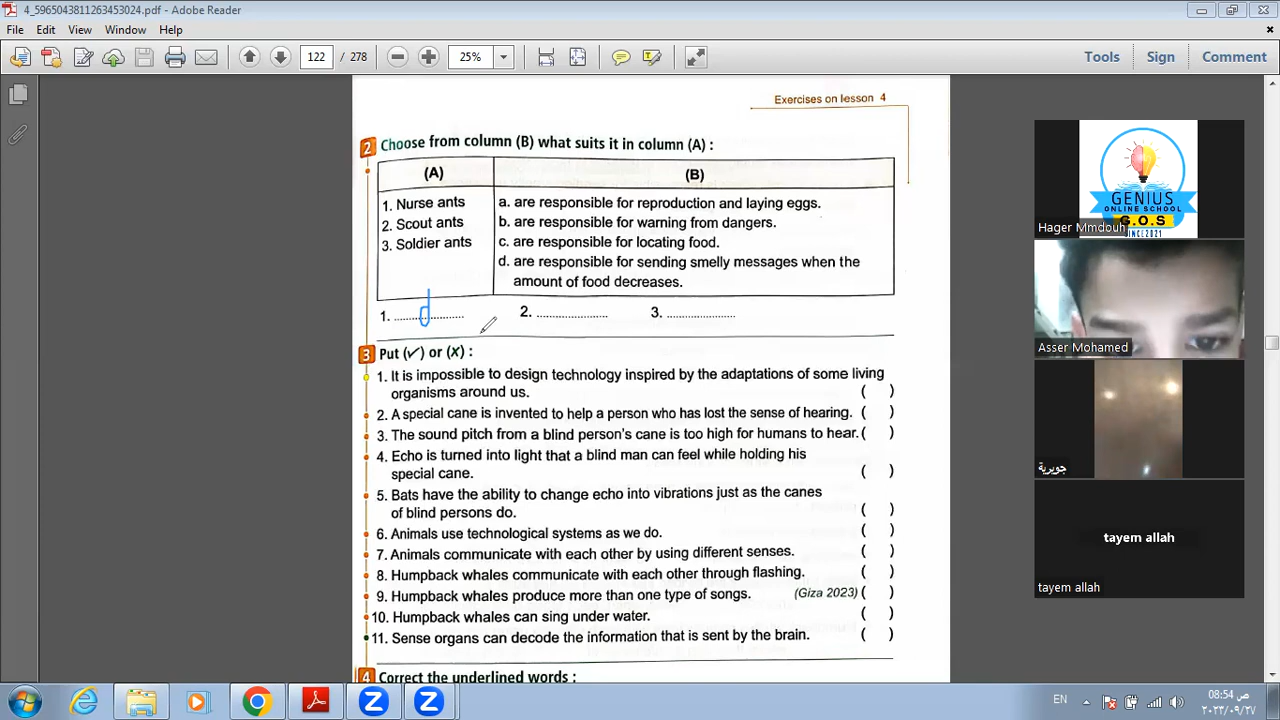 4_5965043811263453024.pdf - Adobe Reader
File Edit View Window Help
122 / 278 25% Tools Sign Comment
Exercises on lesson 4
2 Choose from column (B) what suits it in column (A) :
(A) (B)
1. Nurse ants a. are responsible for reproduction and laying eggs.
2. Scout ants b. are responsible for warning from dangers.
3. Soldier ants c. are responsible for locating food.
d. are responsible for sending smelly messages when the
amount of food decreases.
1. ........d........ 2. .................. 3. ..................
3 Put (✓) or (x) :
1. It is impossible to design technology inspired by the adaptations of some living
organisms around us. ( )
2. A special cane is invented to help a person who has lost the sense of hearing. ( )
3. The sound pitch from a blind person's cane is too high for humans to hear. ( )
4. Echo is turned into light that a blind man can feel while holding his
special cane. ( )
5. Bats have the ability to change echo into vibrations just as the canes
of blind persons do. ( )
6. Animals use technological systems as we do. ( )
7. Animals communicate with each other by using different senses. ( )
8. Humpback whales communicate with each other through flashing. ( )
9. Humpback whales produce more than one type of songs. (Giza 2023) ( )
10. Humpback whales can sing under water. ( )
11. Sense organs can decode the information that is sent by the brain. ( )
4 Correct the underlined words :
GENIUS
ONLINE SCHOOL
G.O.S
SINCE2021
Hager Mmdouh
Asser Mohamed
جويرية
tayem allah
tayem allah
EN
08:54 ص
٢٠٢٣/٠٩/٢٧